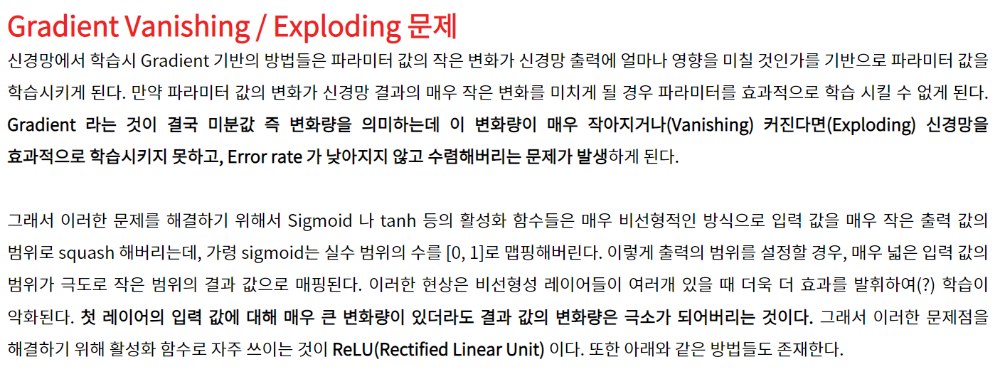 Gradient Vanishing / Exploding 문제
신경망에서 학습시 Gradient 기반의 방법들은 파라미터 값의 작은 변화가 신경망 출력에 얼마나 영향을 미칠 것인가를 기반으로 파라미터 값을
학습시키게 된다. 만약 파라미터 값의 변화가 신경망 결과의 매우 작은 변화를 미치게 될 경우 파라미터를 효과적으로 학습 시킬 수 없게 된다.
Gradient 라는 것이 결국 미분값 즉 변화량을 의미하는데 이 변화량이 매우 작아지거나(Vanishing) 커진다면(Exploding) 신경망을
효과적으로 학습시키지 못하고, Error rate 가 낮아지지 않고 수렴해버리는 문제가 발생하게 된다.
그래서 이러한 문제를 해결하기 위해서 Sigmoid 나 tanh 등의 활성화 함수들은 매우 비선형적인 방식으로 입력 값을 매우 작은 출력 값의
범위로 squash 해버리는데, 가령 sigmoid는 실수 범위의 수를 [0, 1]로 맵핑해버린다. 이렇게 출력의 범위를 설정할 경우, 매우 넓은 입력 값의
범위가 극도로 작은 범위의 결과 값으로 매핑된다. 이러한 현상은 비선형성 레이어들이 여러개 있을 때 더욱 더 효과를 발휘하여(?) 학습이
악화된다. 첫 레이어의 입력 값에 대해 매우 큰 변화량이 있더라도 결과 값의 변화량은 극소가 되어버리는 것이다. 그래서 이러한 문제점을
해결하기 위해 활성화 함수로 자주 쓰이는 것이 ReLU(Rectified Linear Unit) 이다. 또한 아래와 같은 방법들도 존재한다.